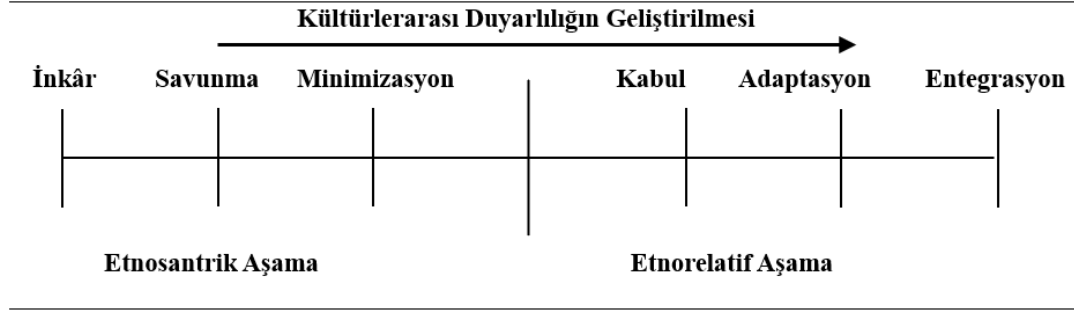 Kültürlerarası Duyarlılığın Geliştirilmesi
İnkâr Savunma Minimizasyon Kabul Adaptasyon Entegrasyon
Etnosantrik Aşama Etnorelatif Aşama